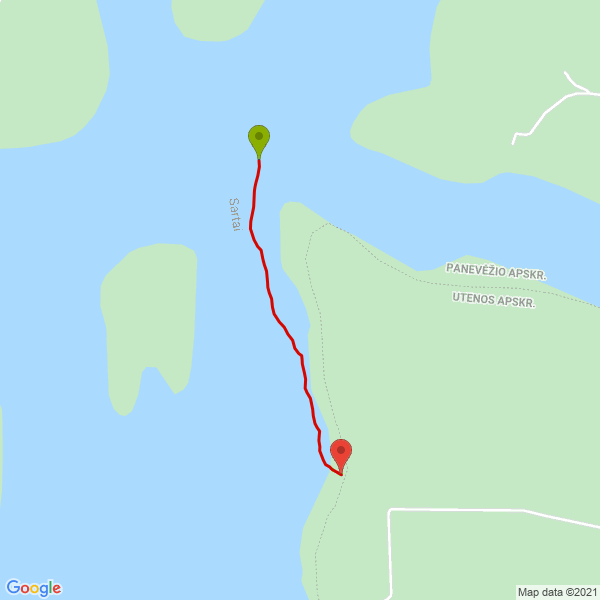 Sartai
PANEVĖŽIO APSKR.
UTENOS APSKR.
Google
Map data ©2021